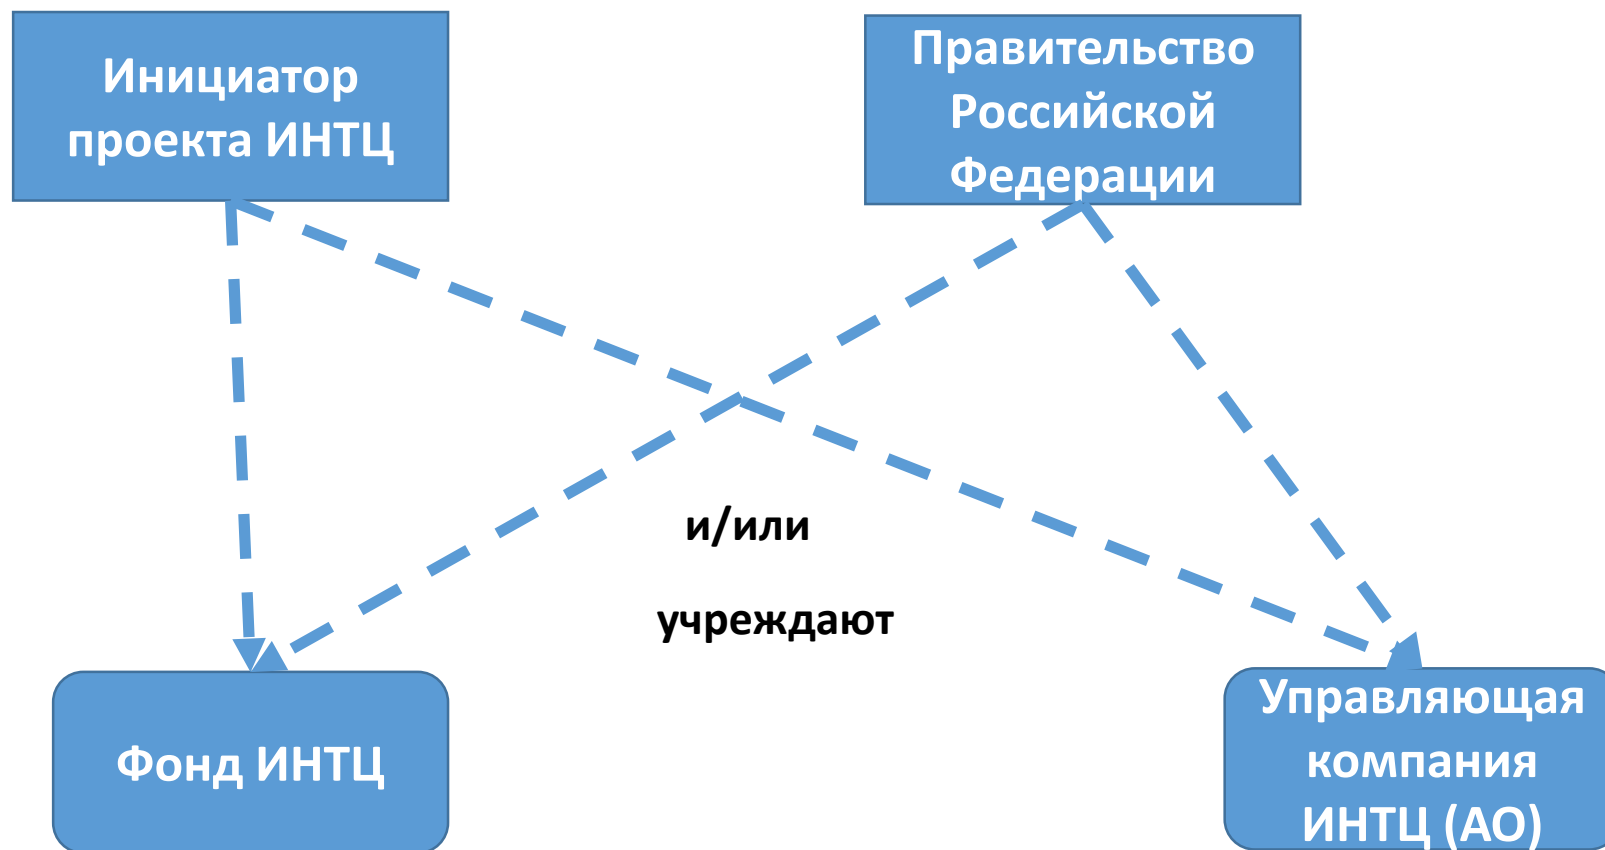 Инициатор
проекта ИНТЦ
Правительство
Российской
Федерации
и/или
учреждают
Фонд ИНТЦ
Управляющая
компания
ИНТЦ (АО)